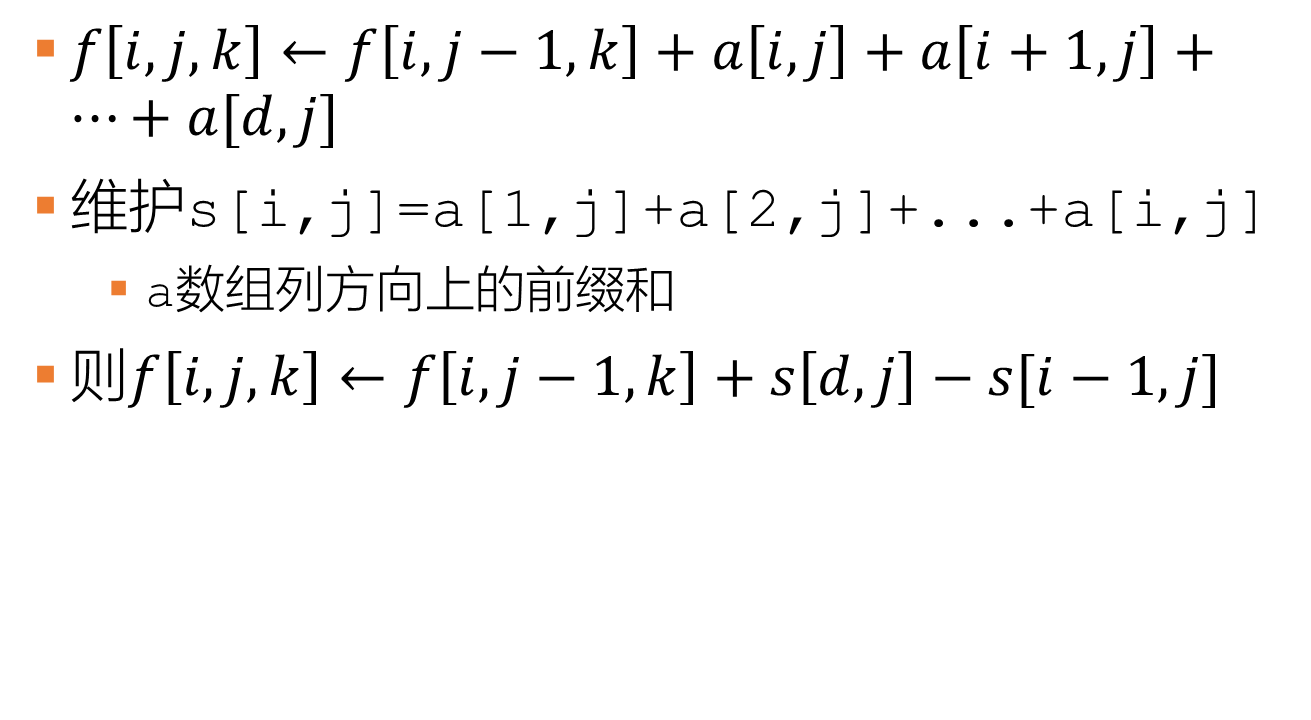 f[i, j, k] ← f[i, j − 1, k] + a[i, j] + a[i + 1, j] +
⋯ + a[d, j]
维护s[i,j]=a[1,j]+a[2,j]+...+a[i,j]
a数组列方向上的前缀和
则f[i, j, k] ← f[i, j − 1, k] + s[d, j] − s[i − 1, j]